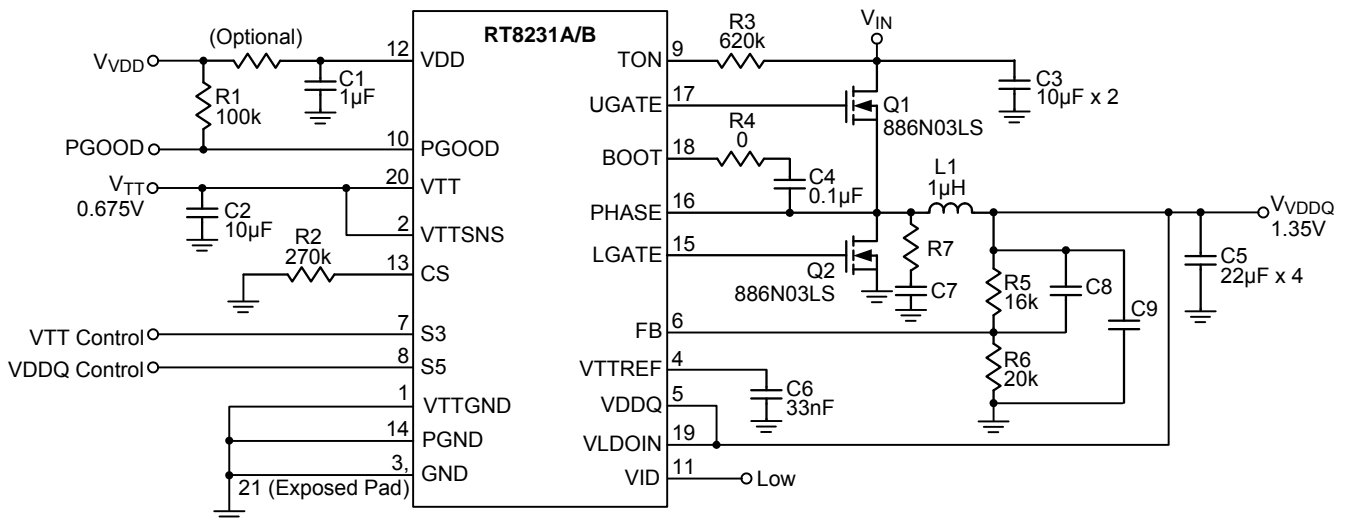 RT8231A/B
(Optional)
VVDD
12
VDD
C1
1µF
R1
100k
PGOOD
10
PGOOD
VTT
0.675V
20
VTT
C2
10µF
2
VTTSNS
R2
270k
13
CS
VTT Control
7
S3
VDDQ Control
8
S5
1
VTTGND
14
PGND
3,
GND
21 (Exposed Pad)
TON
9
R3
620k
VIN
C3
10µF x 2
UGATE
17
Q1
886N03LS
BOOT
18
R4
0
C4
0.1µF
PHASE
16
L1
1µH
VVDDQ
1.35V
LGATE
15
Q2
886N03LS
R7
C7
R5
16k
C8
C9
C5
22µF x 4
FB
6
R6
20k
VTTREF
4
C6
33nF
VDDQ
5
VLDOIN
19
VID
11
Low